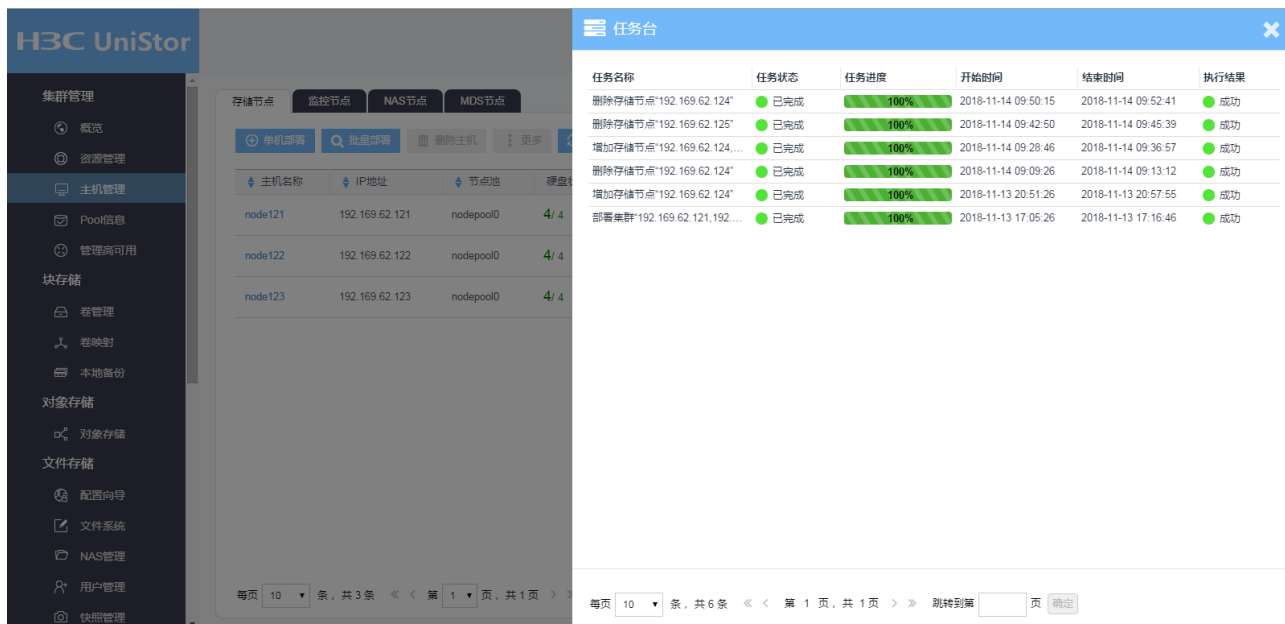 H3C UniStor
集群管理
概览
资源管理
主机管理
Pool信息
管理高可用
块存储
卷管理
卷映射
本地备份
对象存储
对象存储
文件存储
配置向导
文件系统
NAS管理
用户管理
快照管理
存储节点 监控节点 NAS节点 MDS节点
单机部署 批量部署 删除主机 更多
主机名称 IP地址 节点池
node121 192.169.62.121 nodepool0 4/ 4
node122 192.169.62.122 nodepool0 4/ 4
node123 192.169.62.123 nodepool0 4/ 4
每页 10 条, 共 3 条 第 1 页, 共 1 页
任务台
任务名称 任务状态 任务进度 开始时间 结束时间 执行结果
删除存储节点“192.169.62.124” 已完成 100% 2018-11-14 09:50:15 2018-11-14 09:52:41 成功
删除存储节点“192.169.62.125” 已完成 100% 2018-11-14 09:42:50 2018-11-14 09:45:39 成功
增加存储节点“192.169.62.124,... 已完成 100% 2018-11-14 09:28:46 2018-11-14 09:36:57 成功
删除存储节点“192.169.62.124” 已完成 100% 2018-11-14 09:09:26 2018-11-14 09:13:12 成功
增加存储节点“192.169.62.124” 已完成 100% 2018-11-13 20:51:26 2018-11-13 20:57:55 成功
部署集群“192.169.62.121,192.... 已完成 100% 2018-11-13 17:05:26 2018-11-13 17:16:46 成功
每页 10 条, 共 6 条 第 1 页, 共 1 页 跳转到第 页 确定